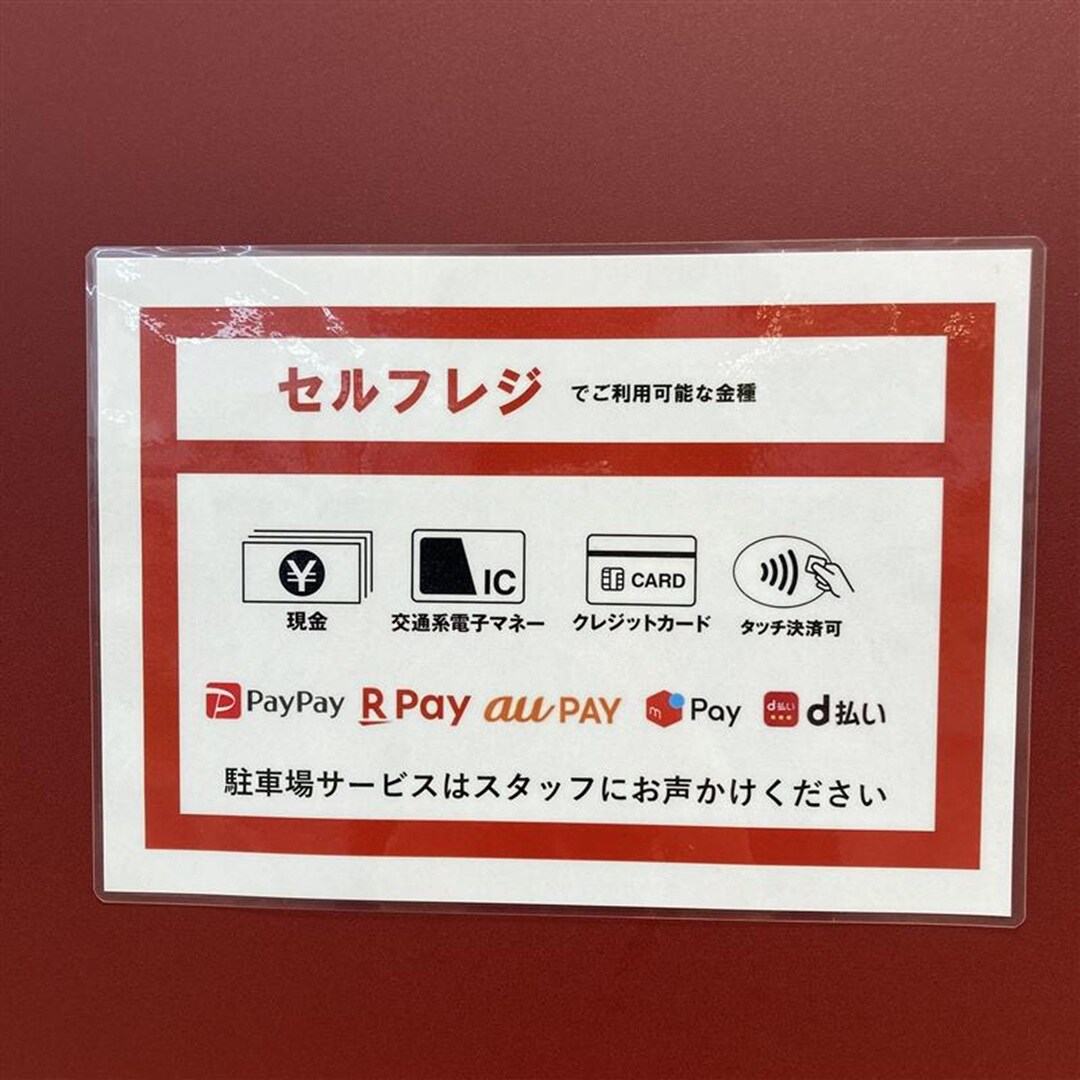 セルフレジ でご利用可能な金種
¥ IC CARD
現金 交通系電子マネー クレジットカード タッチ決済可
PayPay R Pay au PAY m Pay d払い d払い
駐車場サービスはスタッフにお声かけください